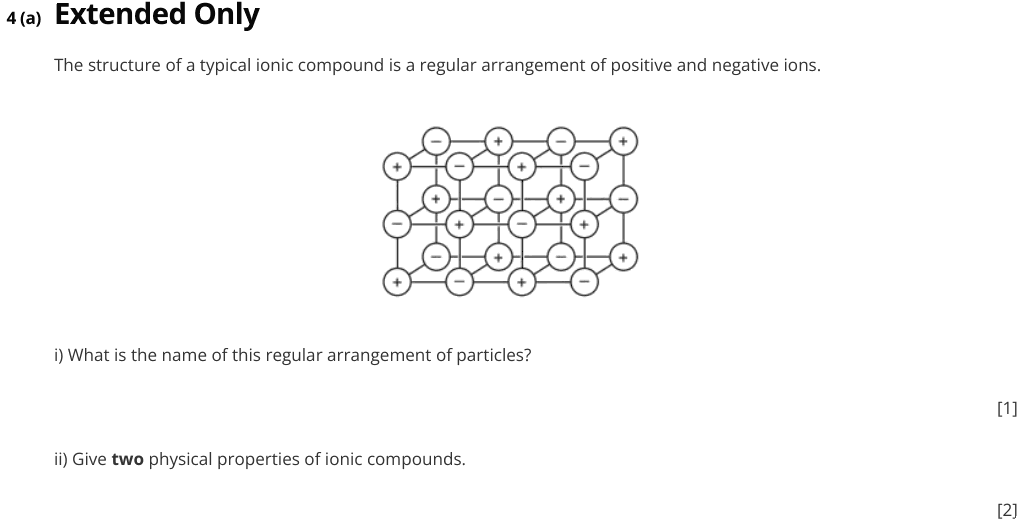 4 (a) Extended Only
The structure of a typical ionic compound is a regular arrangement of positive and negative ions.
− + − +
+ − + −
+ − + −
− + − +
− + − +
+ − + −
i) What is the name of this regular arrangement of particles?
[1]
ii) Give two physical properties of ionic compounds.
[2]